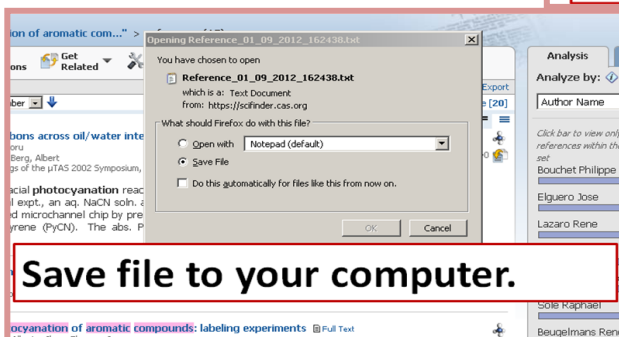 ion of aromatic com..." >
Opening Reference_01_09_2012_162438.txt
You have chosen to open
Reference_01_09_2012_162438.txt
which is a: Text Document
from: https://scifinder.cas.org
What should Firefox do with this file?
Open with Notepad (default)
Save File
Do this automatically for files like this from now on.
OK Cancel
ons
Get
Related
Export
[20]
bons across oil/water inte
oru
Berg, Albert
gs of the µTAS 2002 Symposium,
acial photocyanation reac
l expt., an aq. NaCN soln. a
ed microchannel chip by pre
yrene (PyCN). The abs. P
Analysis
Analyze by:
Author Name
Click bar to view only
references within the
set
Bouchet Philippe
Elguero Jose
Lazaro Rene
Save file to your computer.
Sole Raphael
ocyanation of aromatic compounds: labeling experiments Full Text
Beugelmans Ren